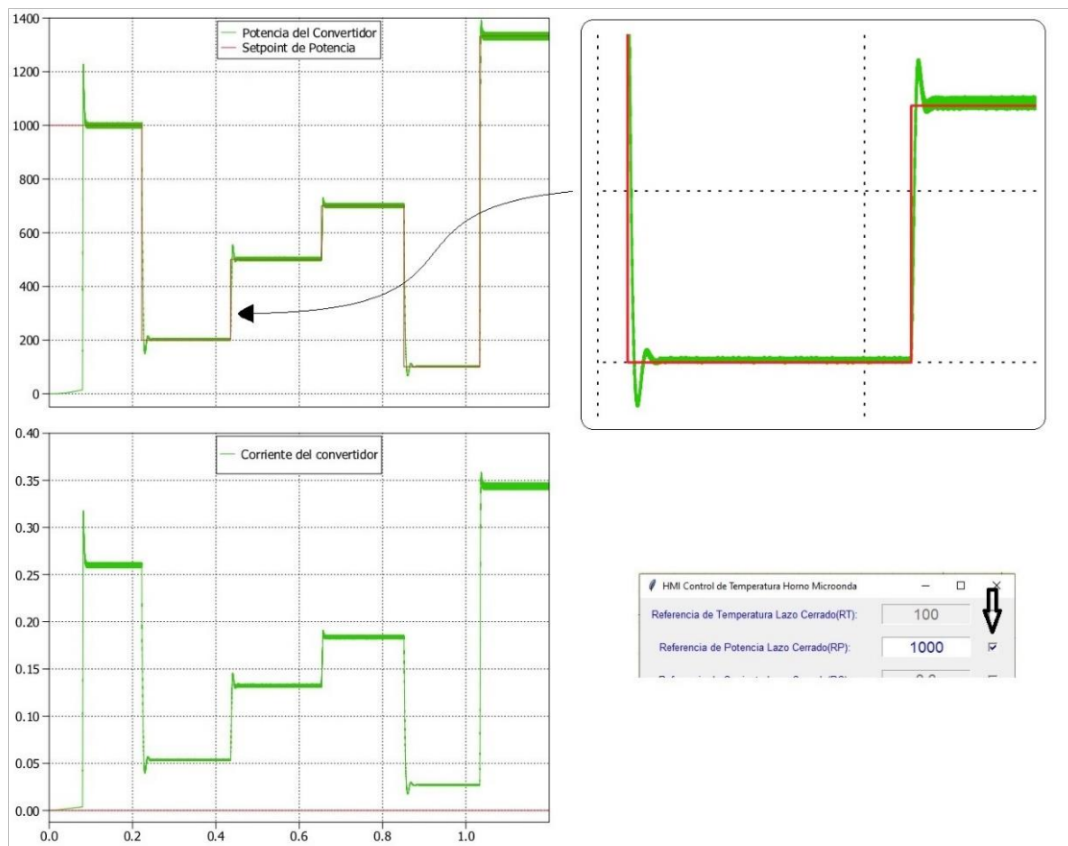 1400
1200
1000
800
600
400
200
0
Potencia del Convertidor
Setpoint de Potencia
0.40
0.35
0.30
0.25
0.20
0.15
0.10
0.05
0.00
Corriente del convertidor
0.0 0.2 0.4 0.6 0.8 1.0
HMI Control de Temperatura Horno Microonda
Referencia de Temperatura Lazo Cerrado(RT): 100
Referencia de Potencia Lazo Cerrado(RP): 1000